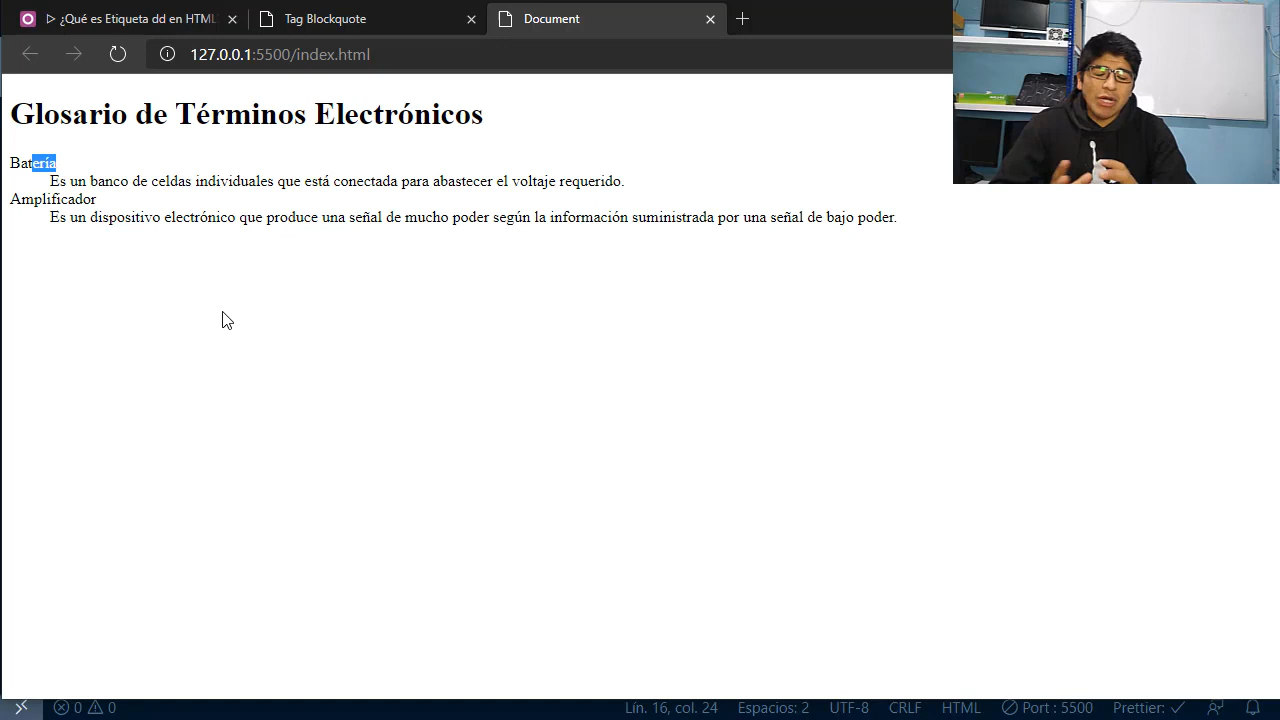 ¿Qué es Etiqueta dd en HTML
Tag Blockquote
Document
127.0.0.1:5500/index.html
Glosario de Términos Electrónicos
Batería
Es un banco de celdas individuales que está conectada para abastecer el voltaje requerido.
Amplificador
Es un dispositivo electrónico que produce una señal de mucho poder según la información suministrada por una señal de bajo poder.
0 0 Lín. 16, col. 24 Espacios: 2 UTF-8 CRLF HTML Port : 5500 Prettier: